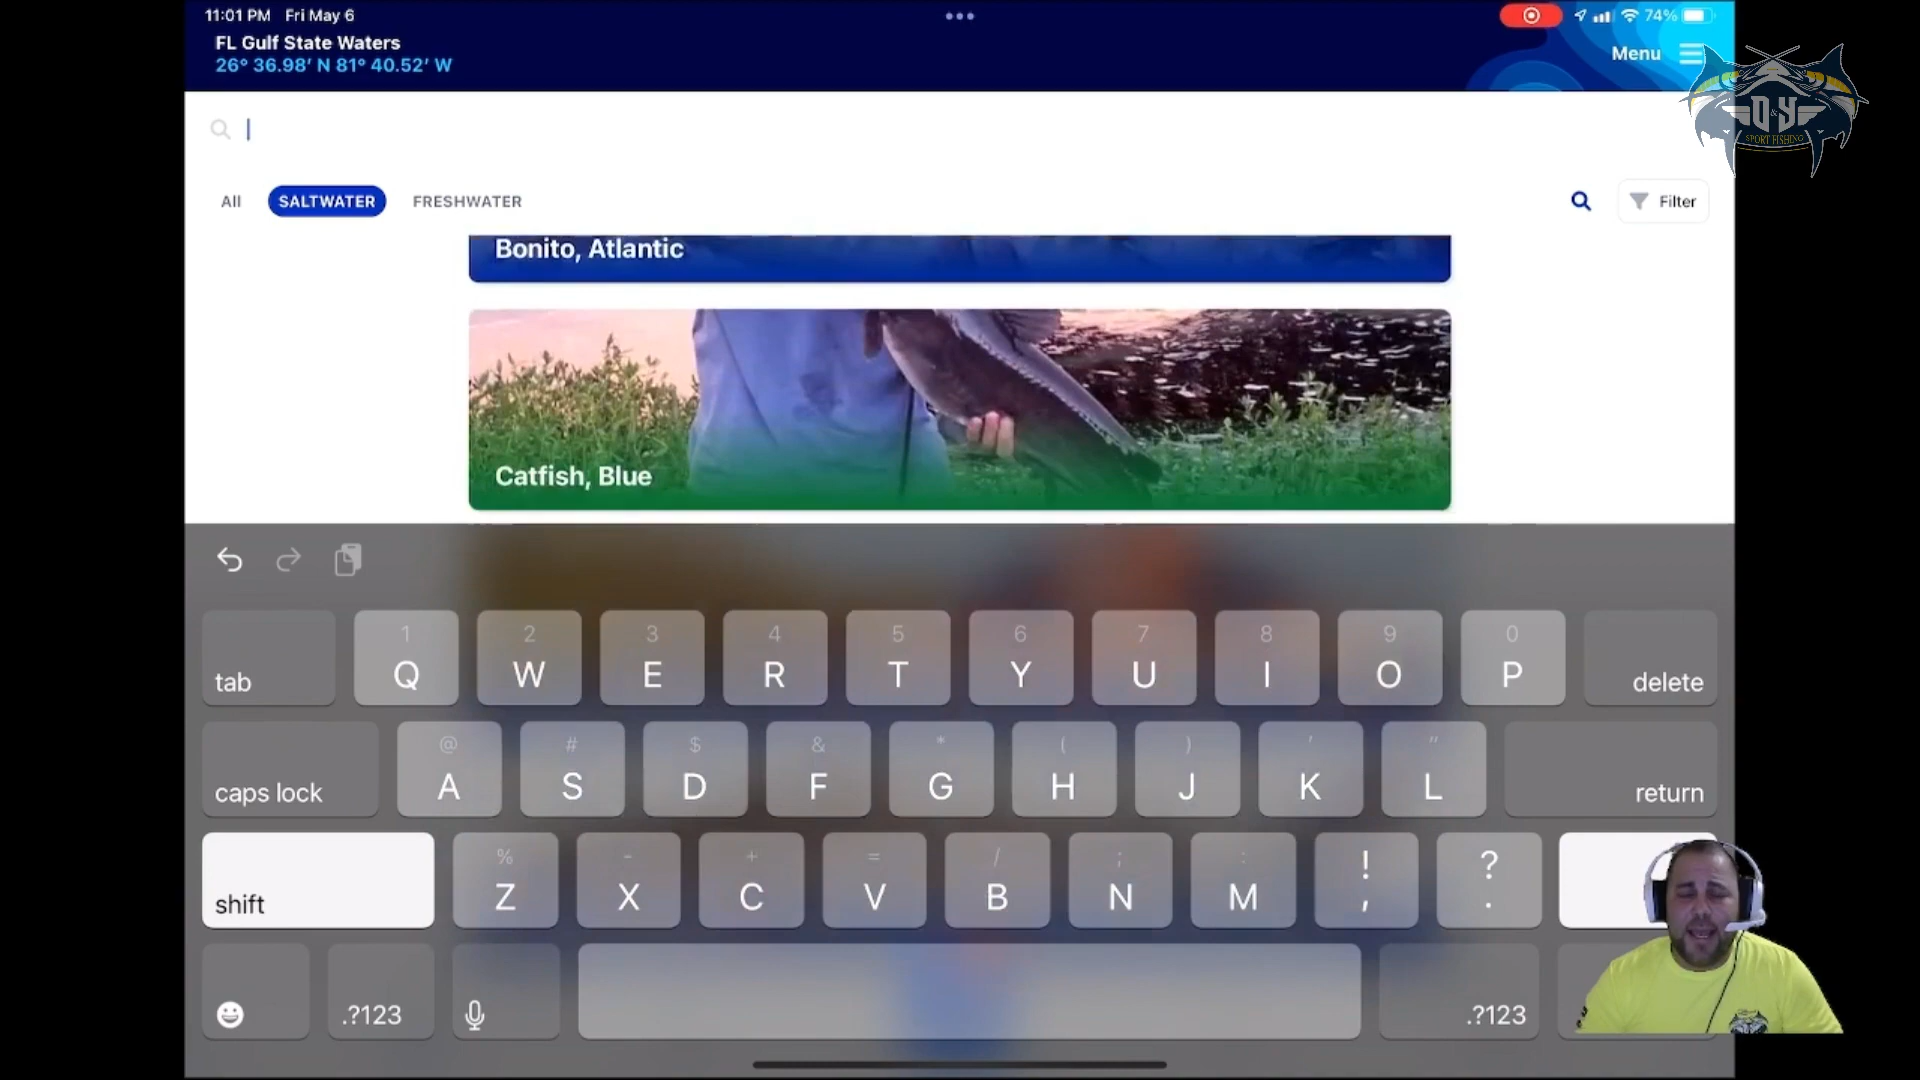 11:01 PM Fri May 6
74%
FL Gulf State Waters
26° 36.98' N 81° 40.52' W
Menu
D&Y
SPORT FISHING
All SALTWATER FRESHWATER
Filter
Bonito, Atlantic
Catfish, Blue
1 2 3 4 5 6 7 8 9 0
tab Q W E R T Y U I O P delete
@ # $ & * ( ) ' "
caps lock A S D F G H J K L return
% - + = / ; : ! ?
shift Z X C V B N M , .
.?123 .?123